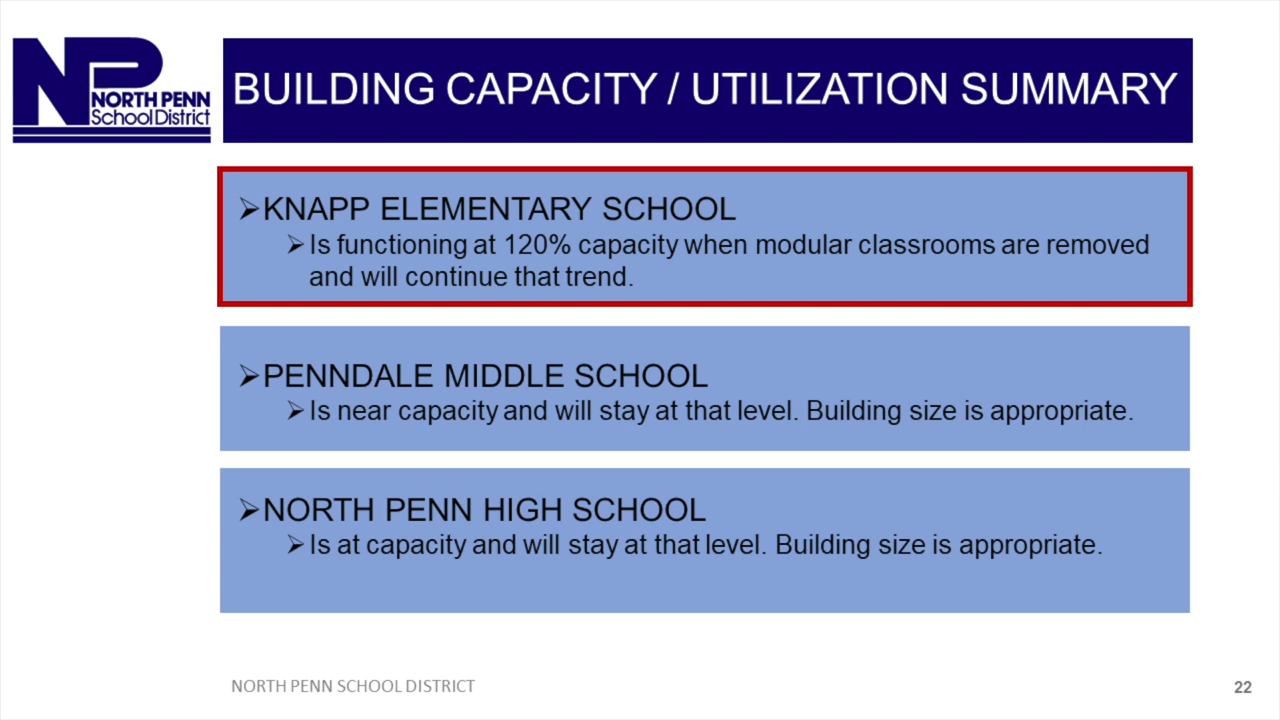 NORTH PENN
School District
BUILDING CAPACITY / UTILIZATION SUMMARY
➢KNAPP ELEMENTARY SCHOOL
➢Is functioning at 120% capacity when modular classrooms are removed
and will continue that trend.
➢PENNDALE MIDDLE SCHOOL
➢Is near capacity and will stay at that level. Building size is appropriate.
➢NORTH PENN HIGH SCHOOL
➢Is at capacity and will stay at that level. Building size is appropriate.
NORTH PENN SCHOOL DISTRICT
22